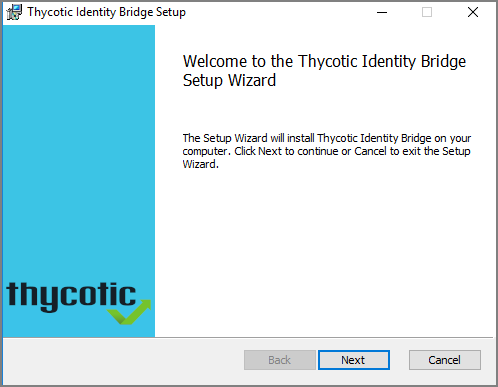 Thycotic Identity Bridge Setup
Welcome to the Thycotic Identity Bridge
Setup Wizard
The Setup Wizard will install Thycotic Identity Bridge on your
computer. Click Next to continue or Cancel to exit the Setup
Wizard.
thycotic
Back
Next
Cancel